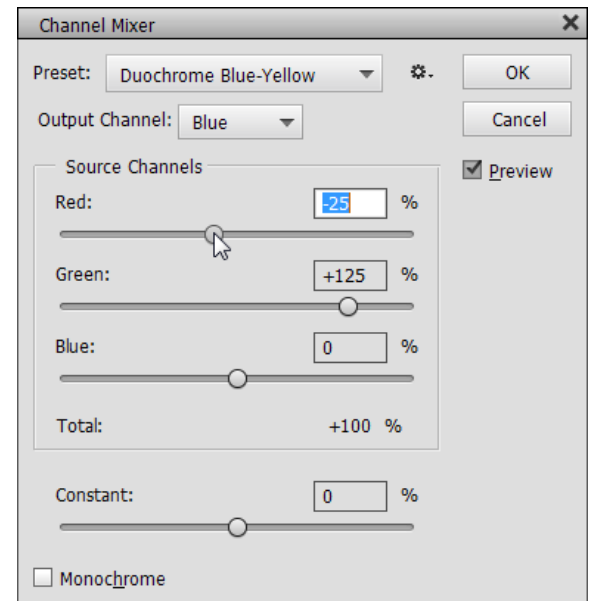 Channel Mixer
Preset: Duochrome Blue-Yellow OK
Output Channel: Blue Cancel
Source Channels Preview
Red: -25 %
Green: +125 %
Blue: 0 %
Total: +100 %
Constant: 0 %
Monochrome